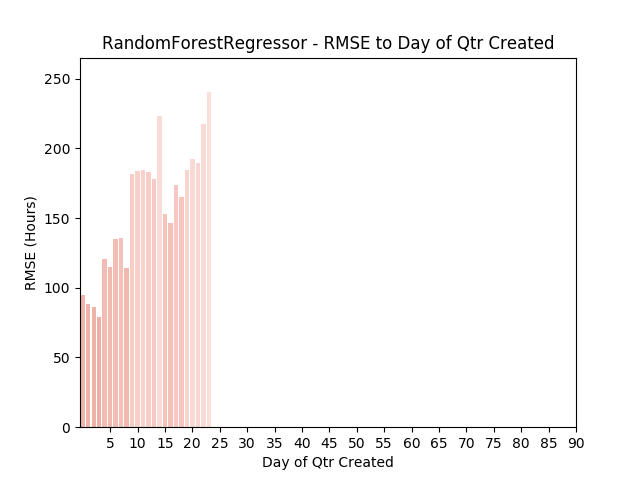 RandomForestRegressor - RMSE to Day of Qtr Created
250
200
150
100
50
0
RMSE (Hours)
5 10 15 20 25 30 35 40 45 50 55 60 65 70 75 80 85 90
Day of Qtr Created